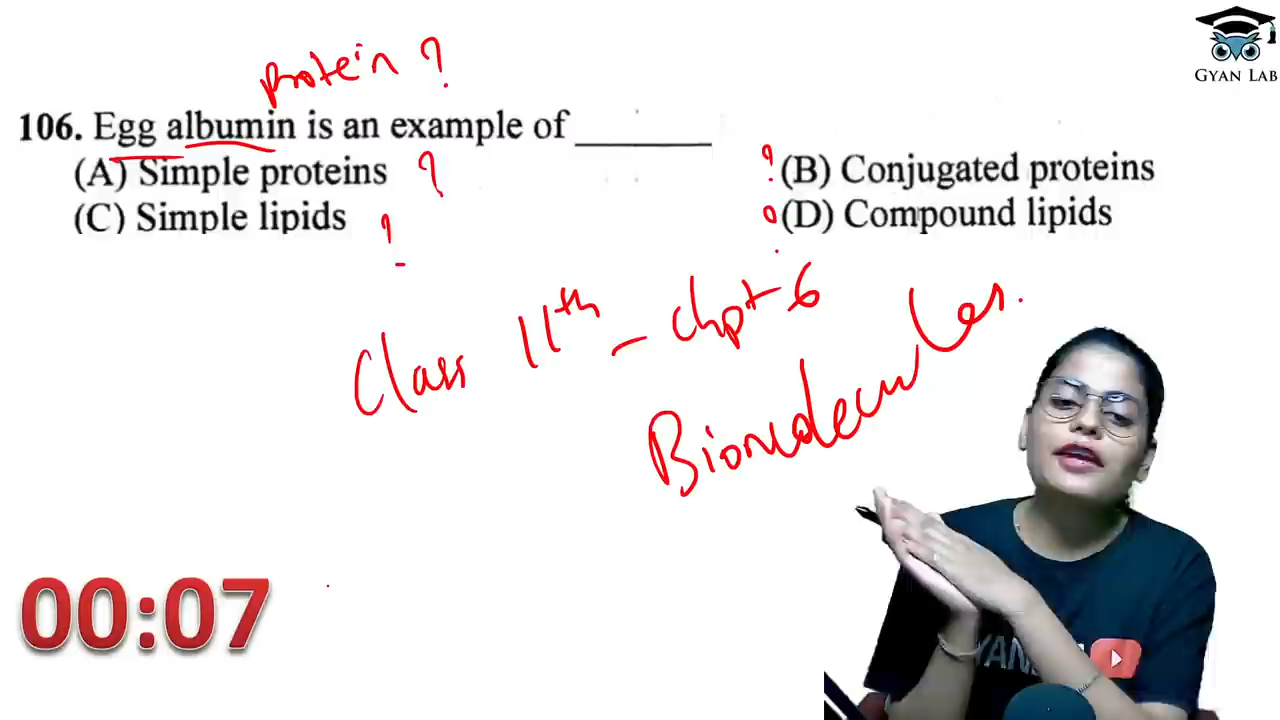 GYAN LAB
Protein ?
106. Egg albumin is an example of ________
(A) Simple proteins ?
? (B) Conjugated proteins
(C) Simple lipids ?
(D) Compound lipids
Class 11th - chpt - 6
Biomolecules.
00:07